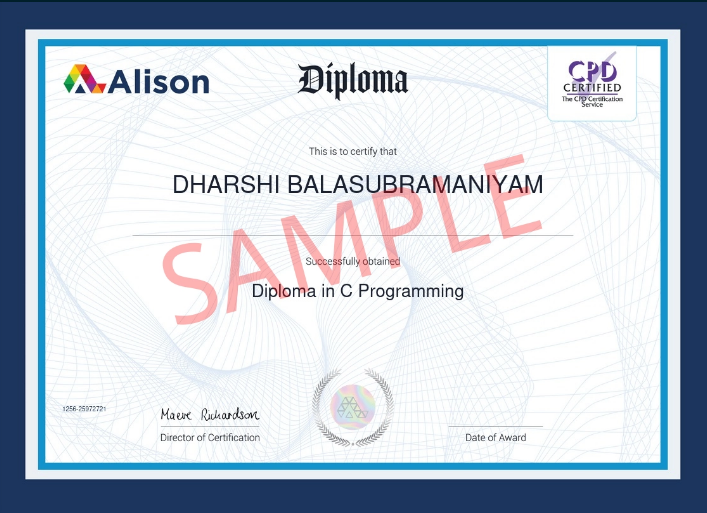 Alison
Diploma
CPD
CERTIFIED
The CPD Certification
Service
This is to certify that
DHARSHI BALASUBRAMANIYAM
SAMPLE
Successfully obtained
Diploma in C Programming
1256-25972721
Maeve Richardson
Director of Certification
Date of Award